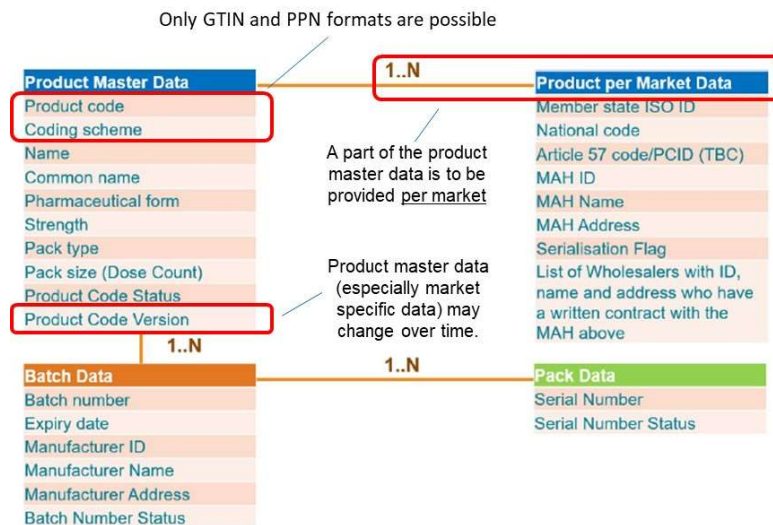 Only GTIN and PPN formats are possible
1..N
Product Master Data
Product code
Coding scheme
Name
Common name
Pharmaceutical form
Strength
Pack type
Pack size (Dose Count)
Product Code Status
Product Code Version
A part of the product
master data is to be
provided per market
Product master data
(especially market
specific data) may
change over time.
Product per Market Data
Member state ISO ID
National code
Article 57 code/PCID (TBC)
MAH ID
MAH Name
MAH Address
Serialisation Flag
List of Wholesalers with ID,
name and address who have
a written contract with the
MAH above
1..N
1..N
Batch Data
Batch number
Expiry date
Manufacturer ID
Manufacturer Name
Manufacturer Address
Batch Number Status
Pack Data
Serial Number
Serial Number Status